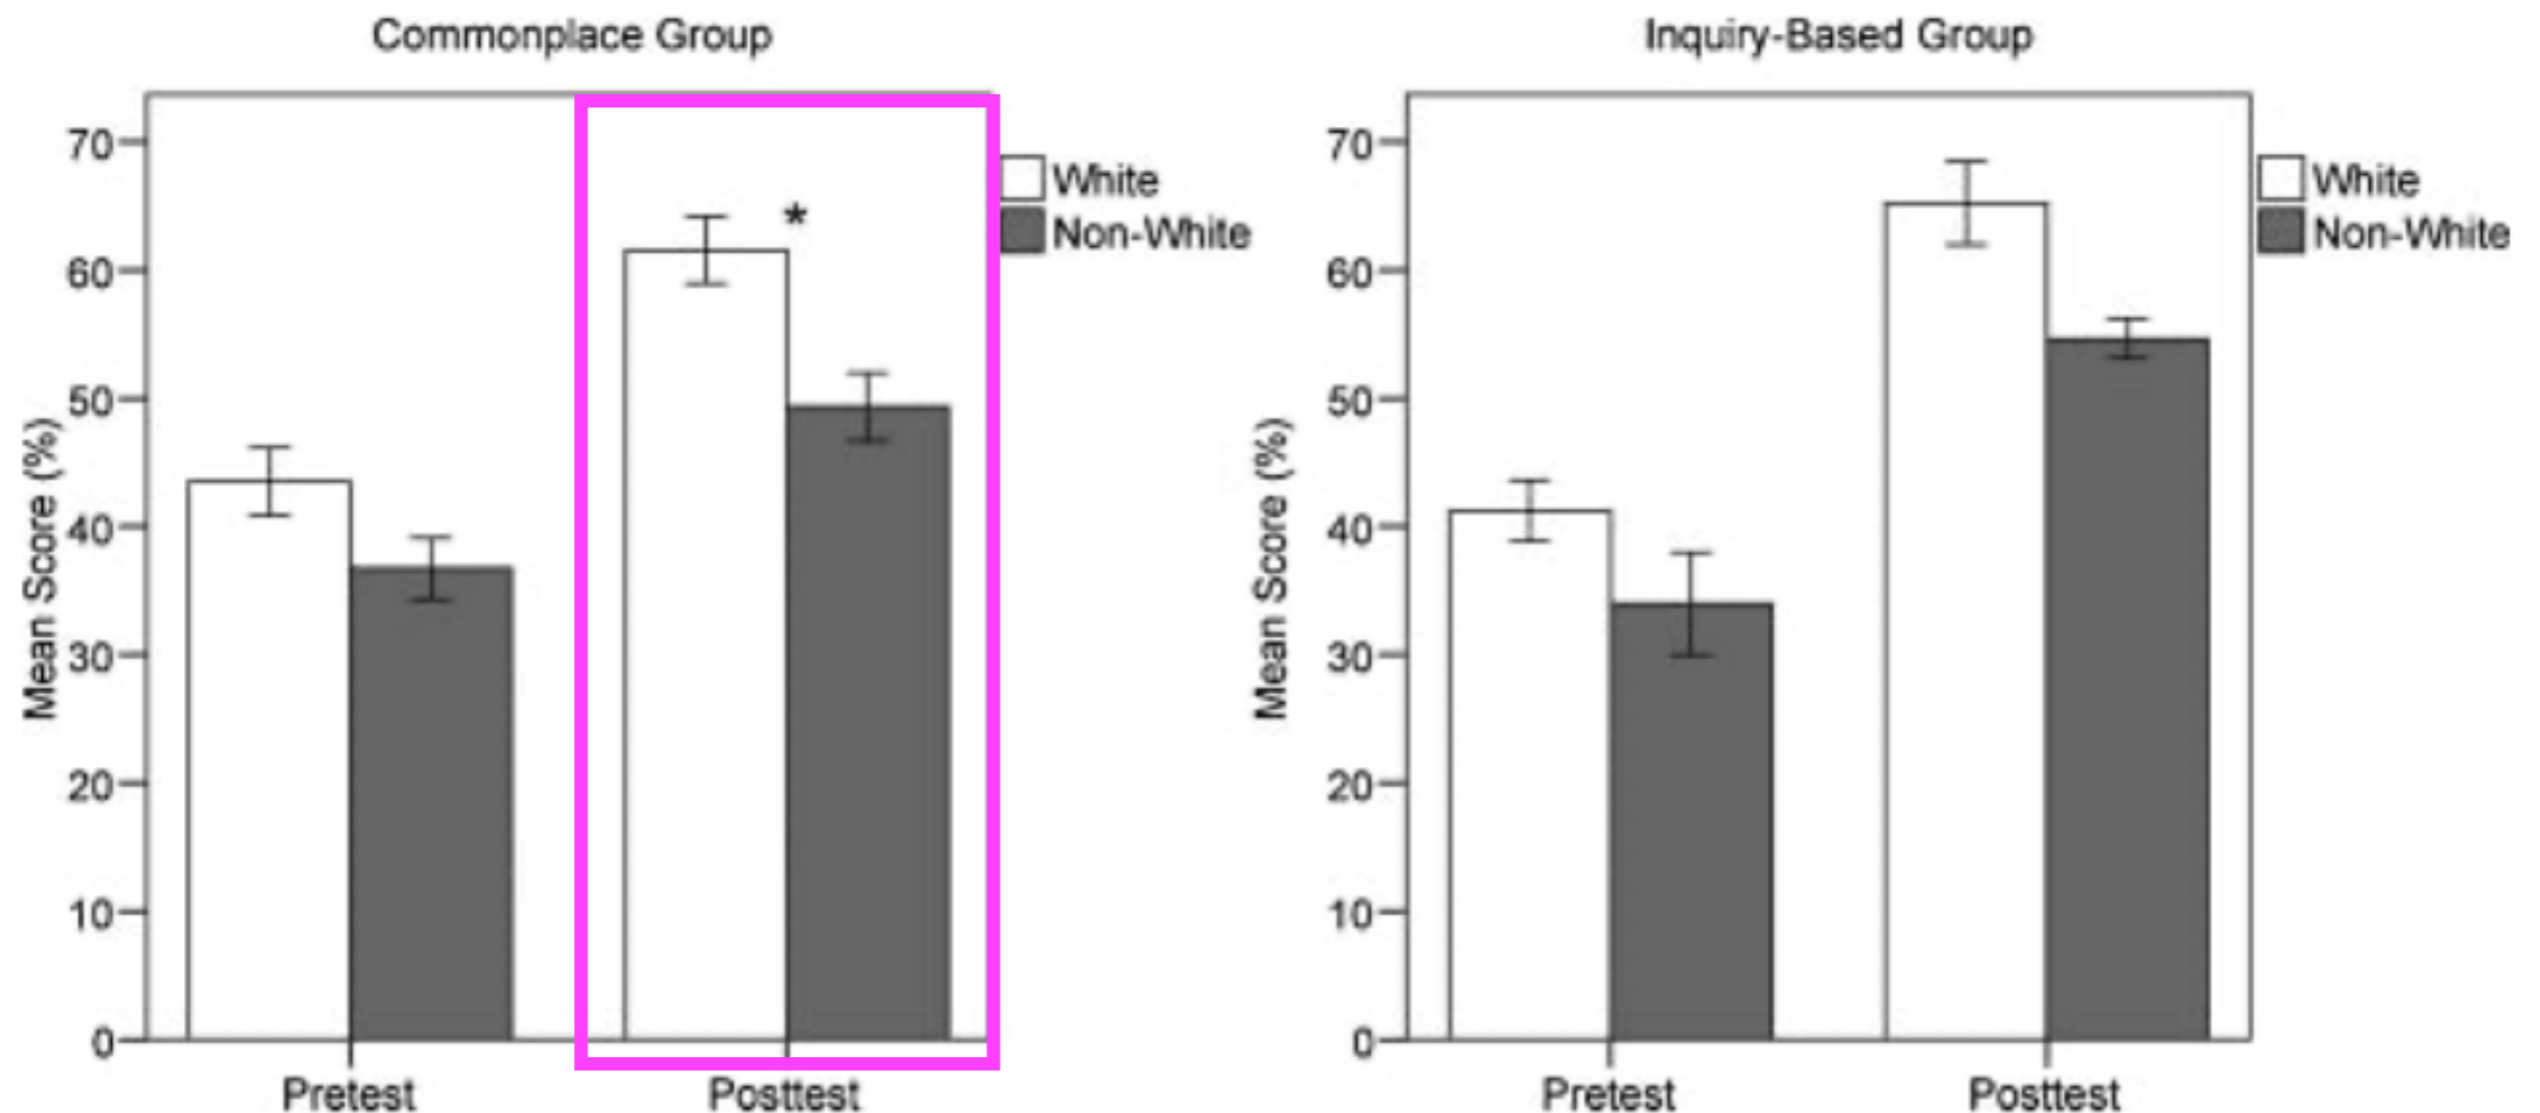 Commonplace Group
Mean Score (%)
70
60
50
40
30
20
10
0
*
Pretest
Posttest
White
Non-White
Inquiry-Based Group
Mean Score (%)
70
60
50
40
30
20
10
0
Pretest
Posttest
White
Non-White